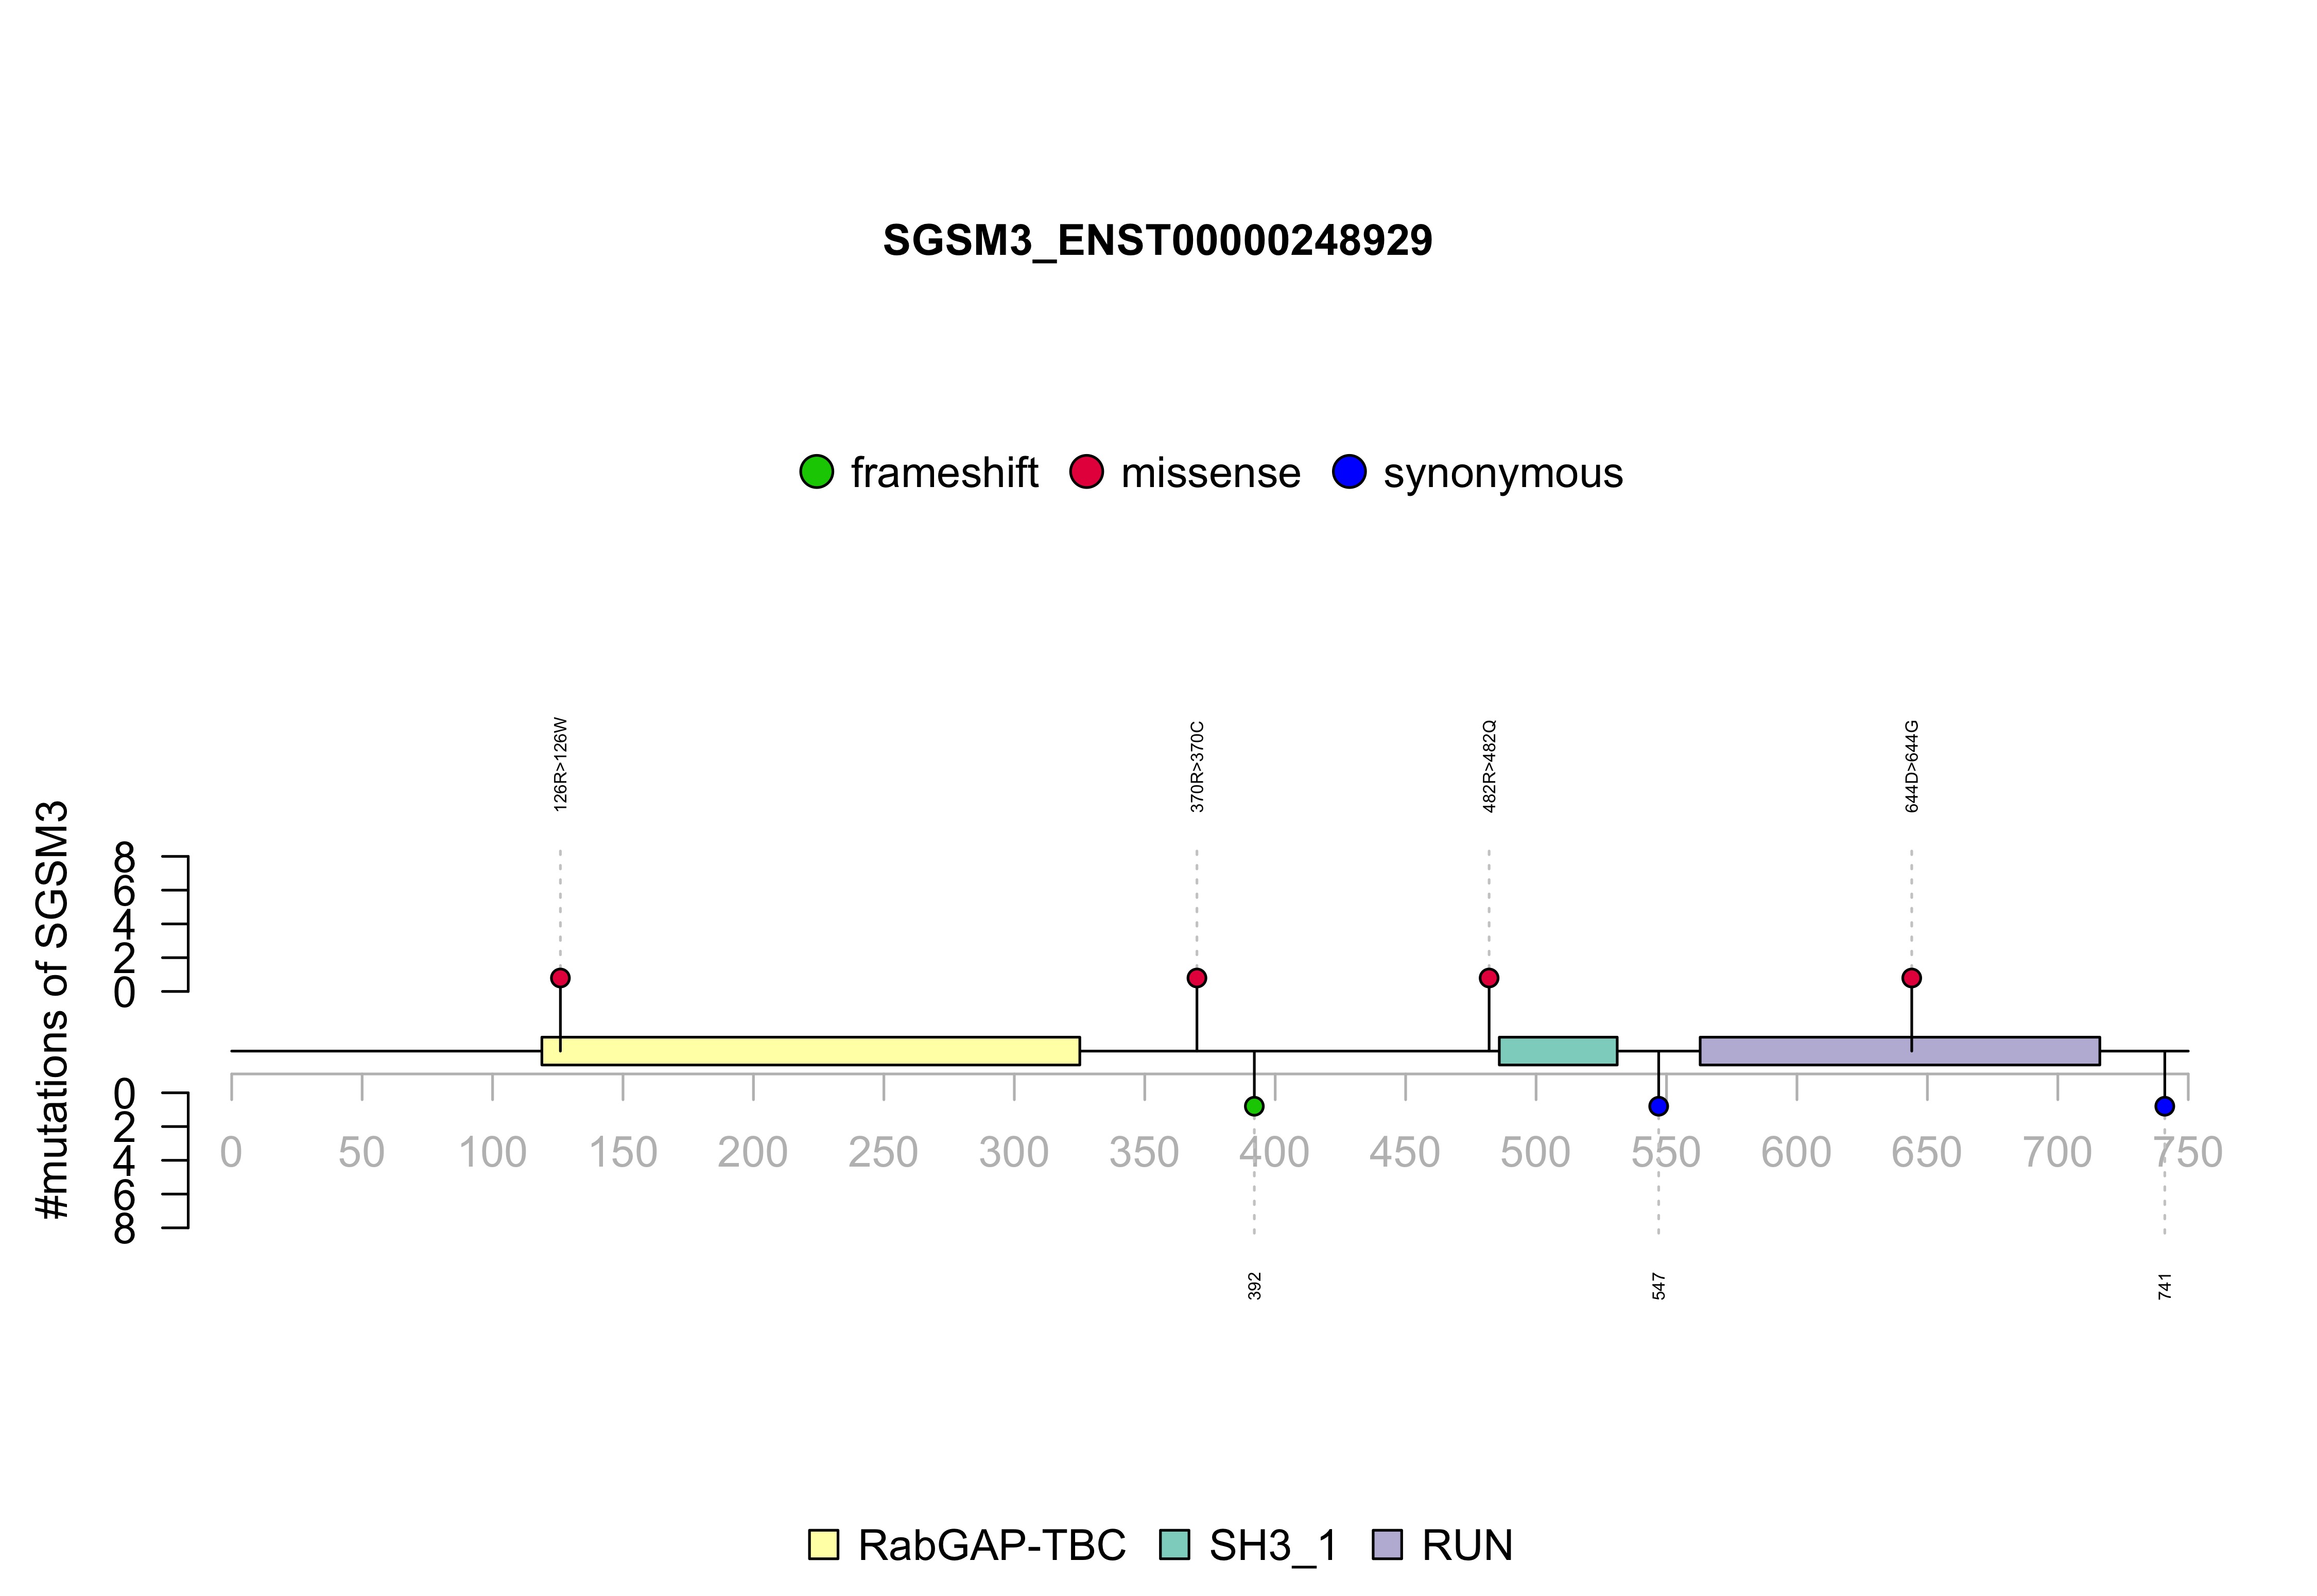 SGSM3_ENST00000248929
frameshift missense synonymous
126R>126W 370R>370C 482R>482Q 644D>644G
#mutations of SGSM3
8
6
4
2
0
0
2
4
6
8
0 50 100 150 200 250 300 350 400 450 500 550 600 650 700 750
392 547 741
RabGAP-TBC SH3_1 RUN